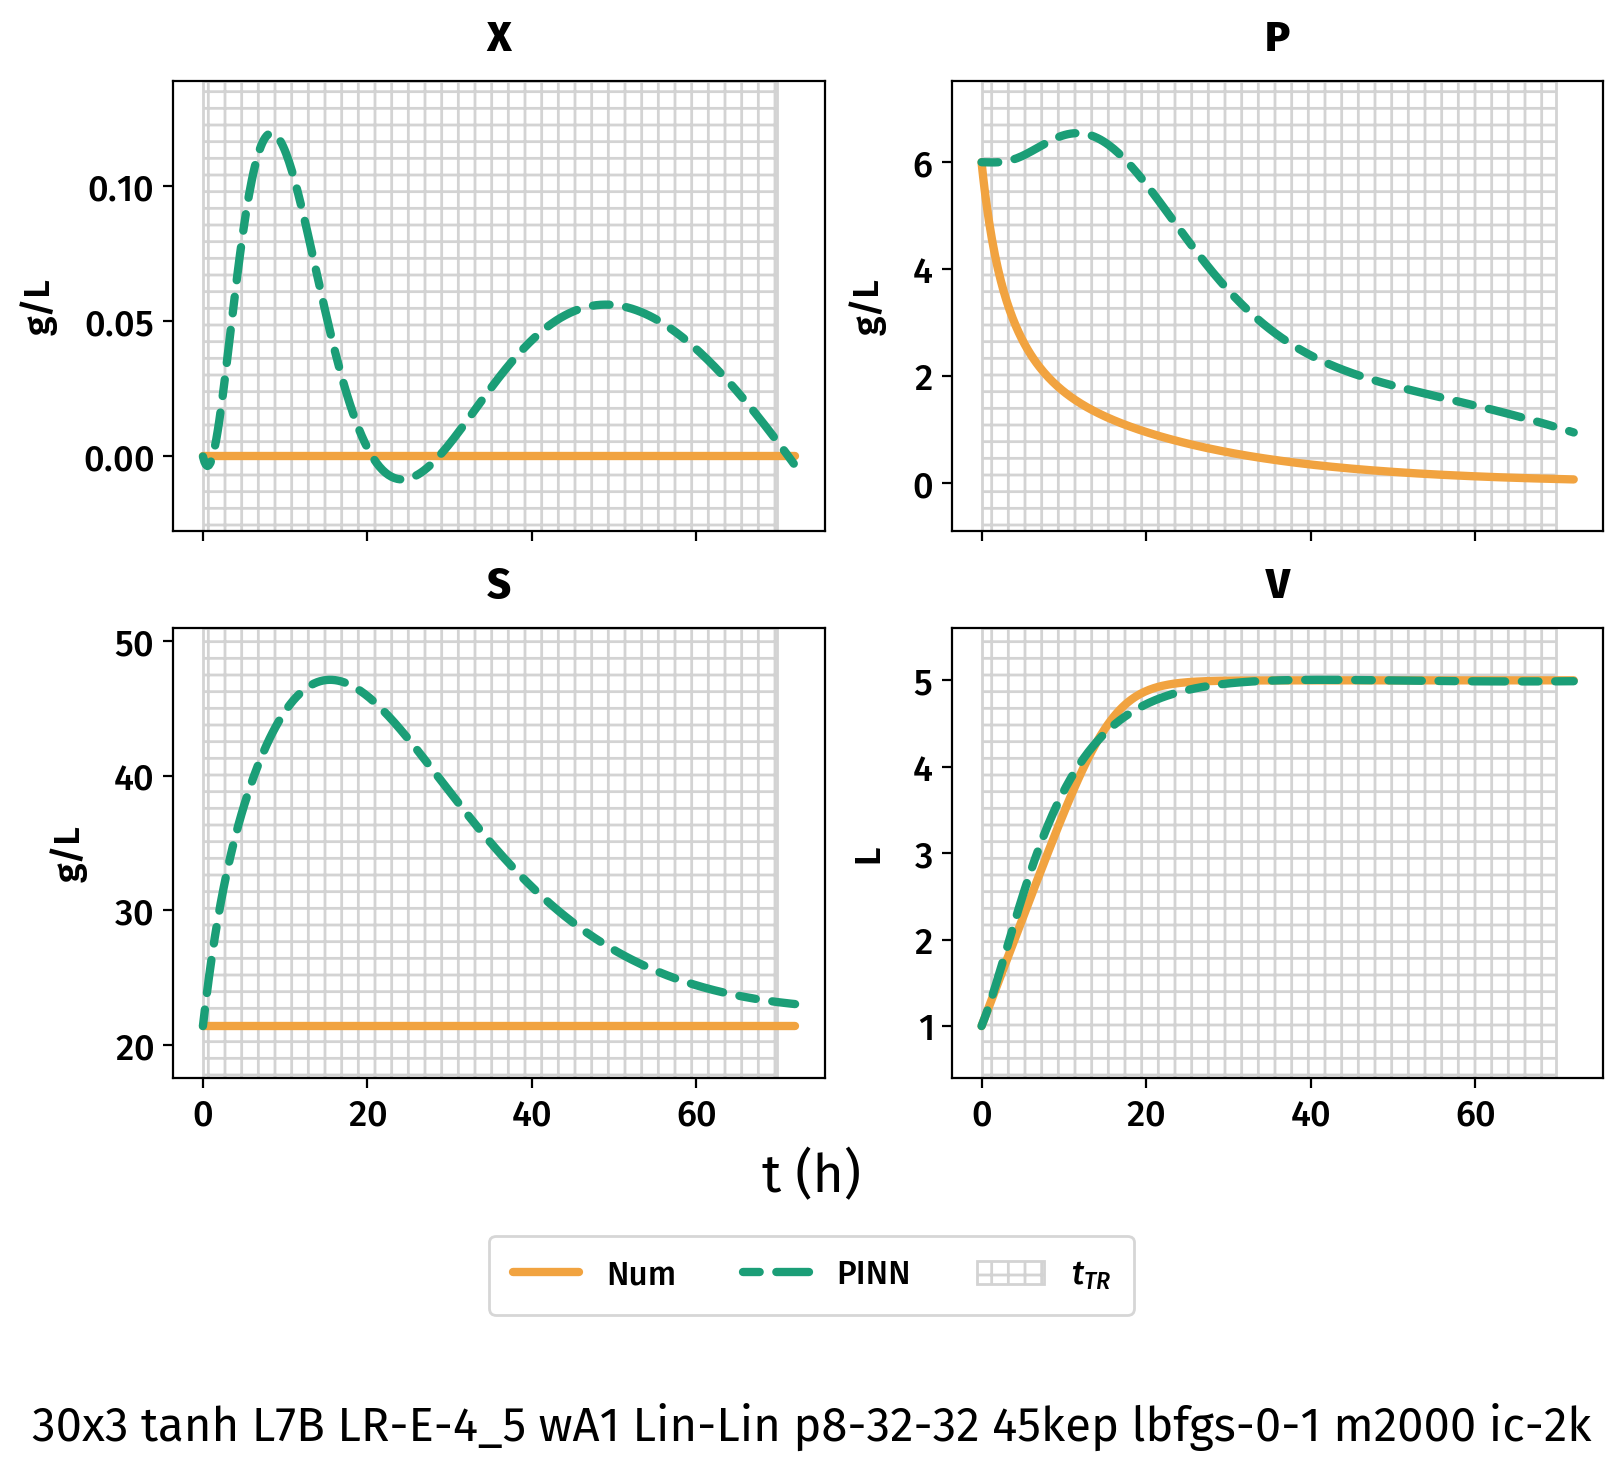 X
P
g/L
0.10
0.05
0.00
g/L
6
4
2
0
S
V
g/L
50
40
30
20
0 20 40 60
L
5
4
3
2
1
0 20 40 60
t (h)
Num PINN tTR
30x3 tanh L7B LR-E-4_5 wA1 Lin-Lin p8-32-32 45kep lbfgs-0-1 m2000 ic-2k